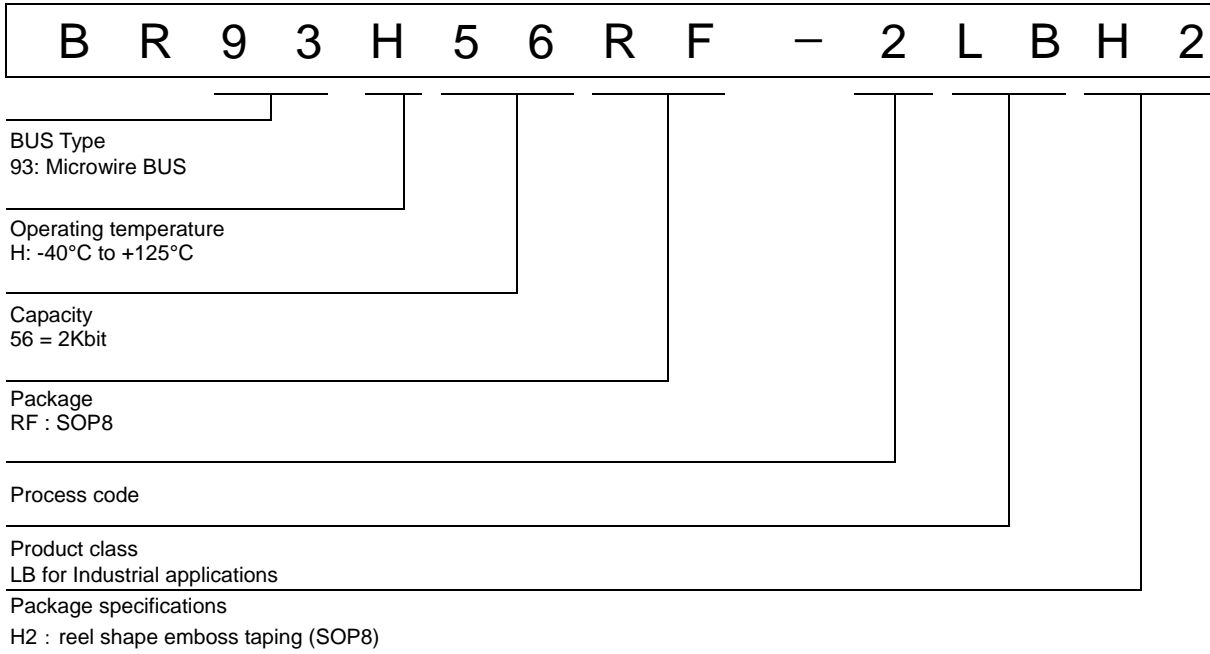 B R 9 3 H 5 6 R F － 2 L B H 2
BUS Type
93: Microwire BUS
Operating temperature
H: -40°C to +125°C
Capacity
56 = 2Kbit
Package
RF : SOP8
Process code
Product class
LB for Industrial applications
Package specifications
H2 : reel shape emboss taping (SOP8)